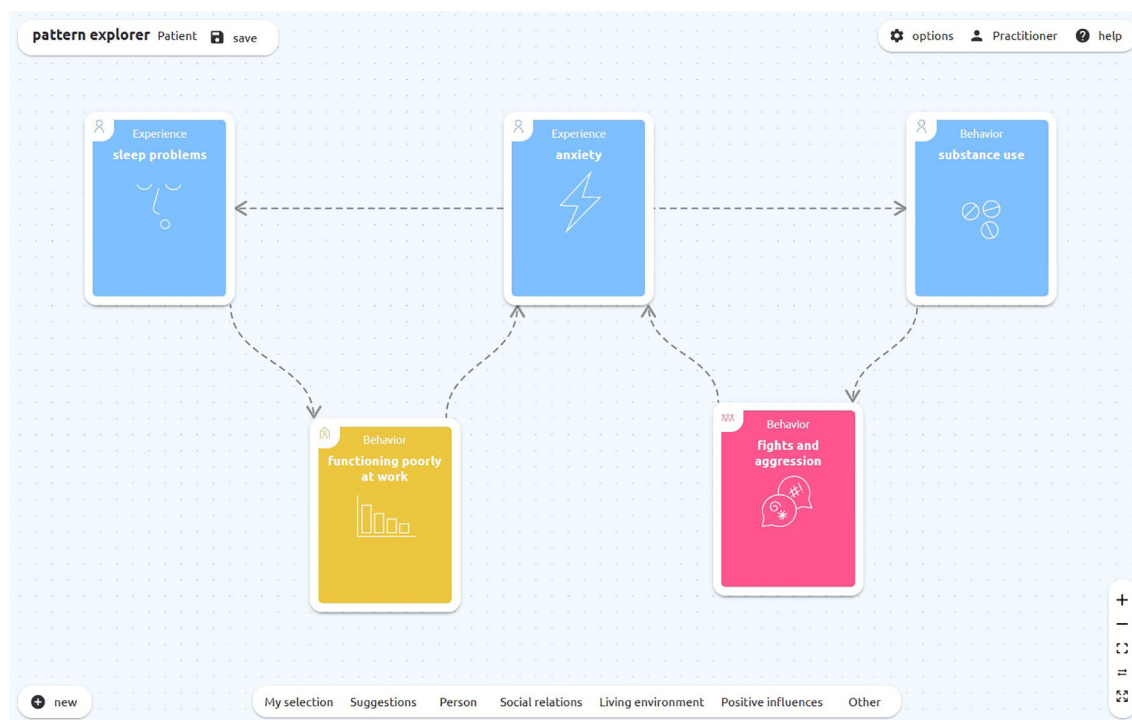 pattern explorer Patient save
options Practitioner help
Experience
sleep problems
Experience
anxiety
Behavior
substance use
Behavior
functioning poorly
at work
Behavior
fights and
aggression
#!
*
new
My selection Suggestions Person Social relations Living environment Positive influences Other